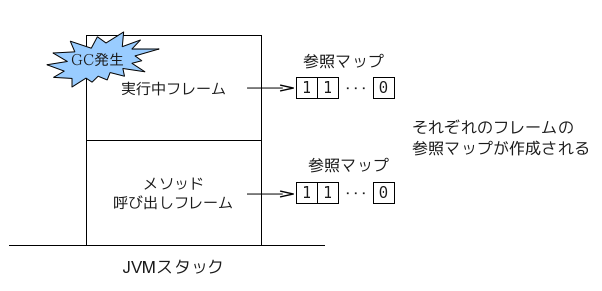 GC発生
実行中フレーム
参照マップ
1 1 ··· 0
それぞれのフレームの
参照マップが作成される
メソッド
呼び出しフレーム
参照マップ
1 1 ··· 0
JVMスタック